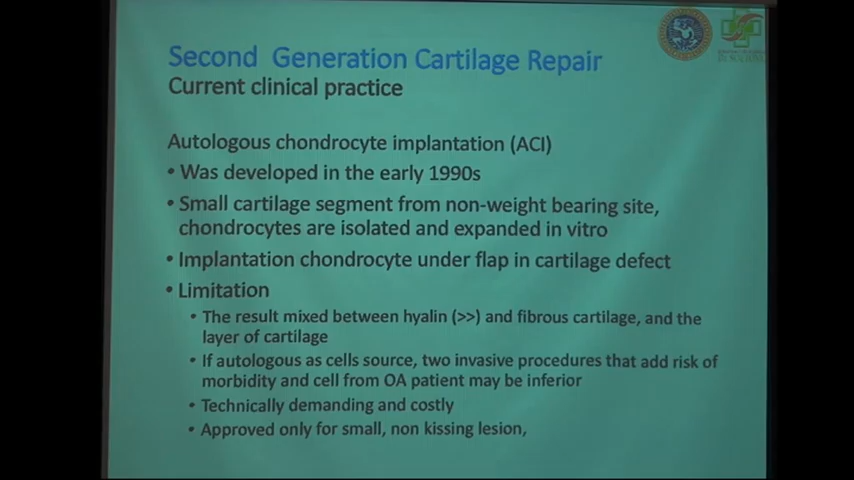 Second Generation Cartilage Repair
Current clinical practice
Autologous chondrocyte implantation (ACI)
• Was developed in the early 1990s
• Small cartilage segment from non-weight bearing site,
chondrocytes are isolated and expanded in vitro
• Implantation chondrocyte under flap in cartilage defect
• Limitation
• The result mixed between hyalin (>>) and fibrous cartilage, and the
layer of cartilage
• If autologous as cells source, two invasive procedures that add risk of
morbidity and cell from OA patient may be inferior
• Technically demanding and costly
• Approved only for small, non kissing lesion,